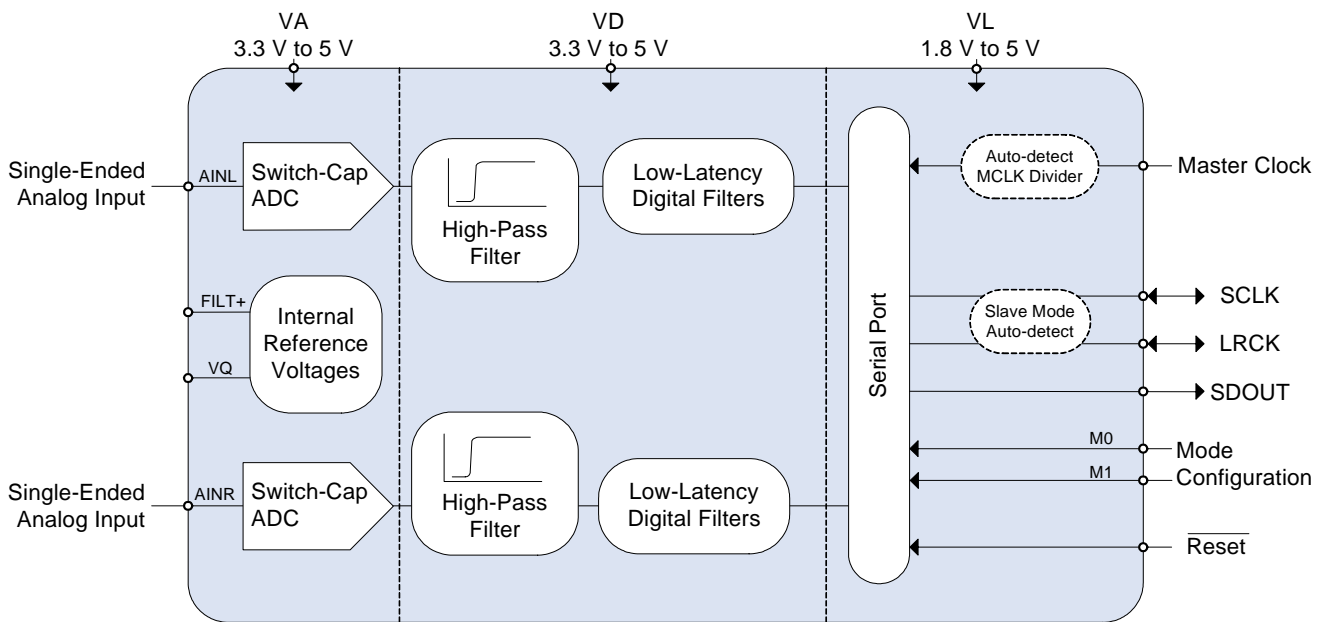 VA
3.3 V to 5 V
VD
3.3 V to 5 V
VL
1.8 V to 5 V
Single-Ended
Analog Input
AINL
Switch-Cap
ADC
High-Pass
Filter
Low-Latency
Digital Filters
Auto-detect
MCLK Divider
Master Clock
FILT+
VQ
Internal
Reference
Voltages
Serial Port
Slave Mode
Auto-detect
SCLK
LRCK
SDOUT
M0
M1
Mode
Configuration
Single-Ended
Analog Input
AINR
Switch-Cap
ADC
High-Pass
Filter
Low-Latency
Digital Filters
Reset